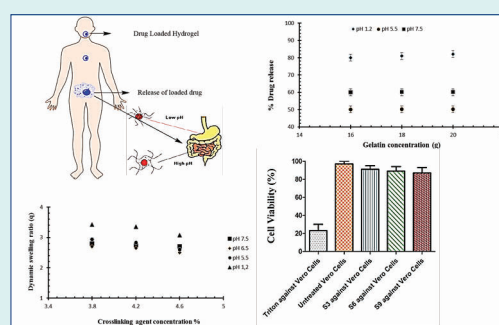 Drug Loaded Hydrogel
Release of loaded drug
Low pH
High pH
pH 1.2 pH 5.5 pH 7.5
% Drug release
100
90
80
70
60
50
40
14 16 18 20 22
Gelatin concentration (g)
Dynamic swelling ratio (q)
5
4
3
2
1
0
3.4 3.8 4.2 4.6 5
pH 7.5
pH 6.5
pH 5.5
pH 1,2
Crosslinking agent concentration %
Cell Viability (%)
100
80
60
40
20
0
Triton against Vero Cells
Untreated Vero Cells
S3 against Vero Cells
S6 against Vero Cells
S9 against Vero Cells